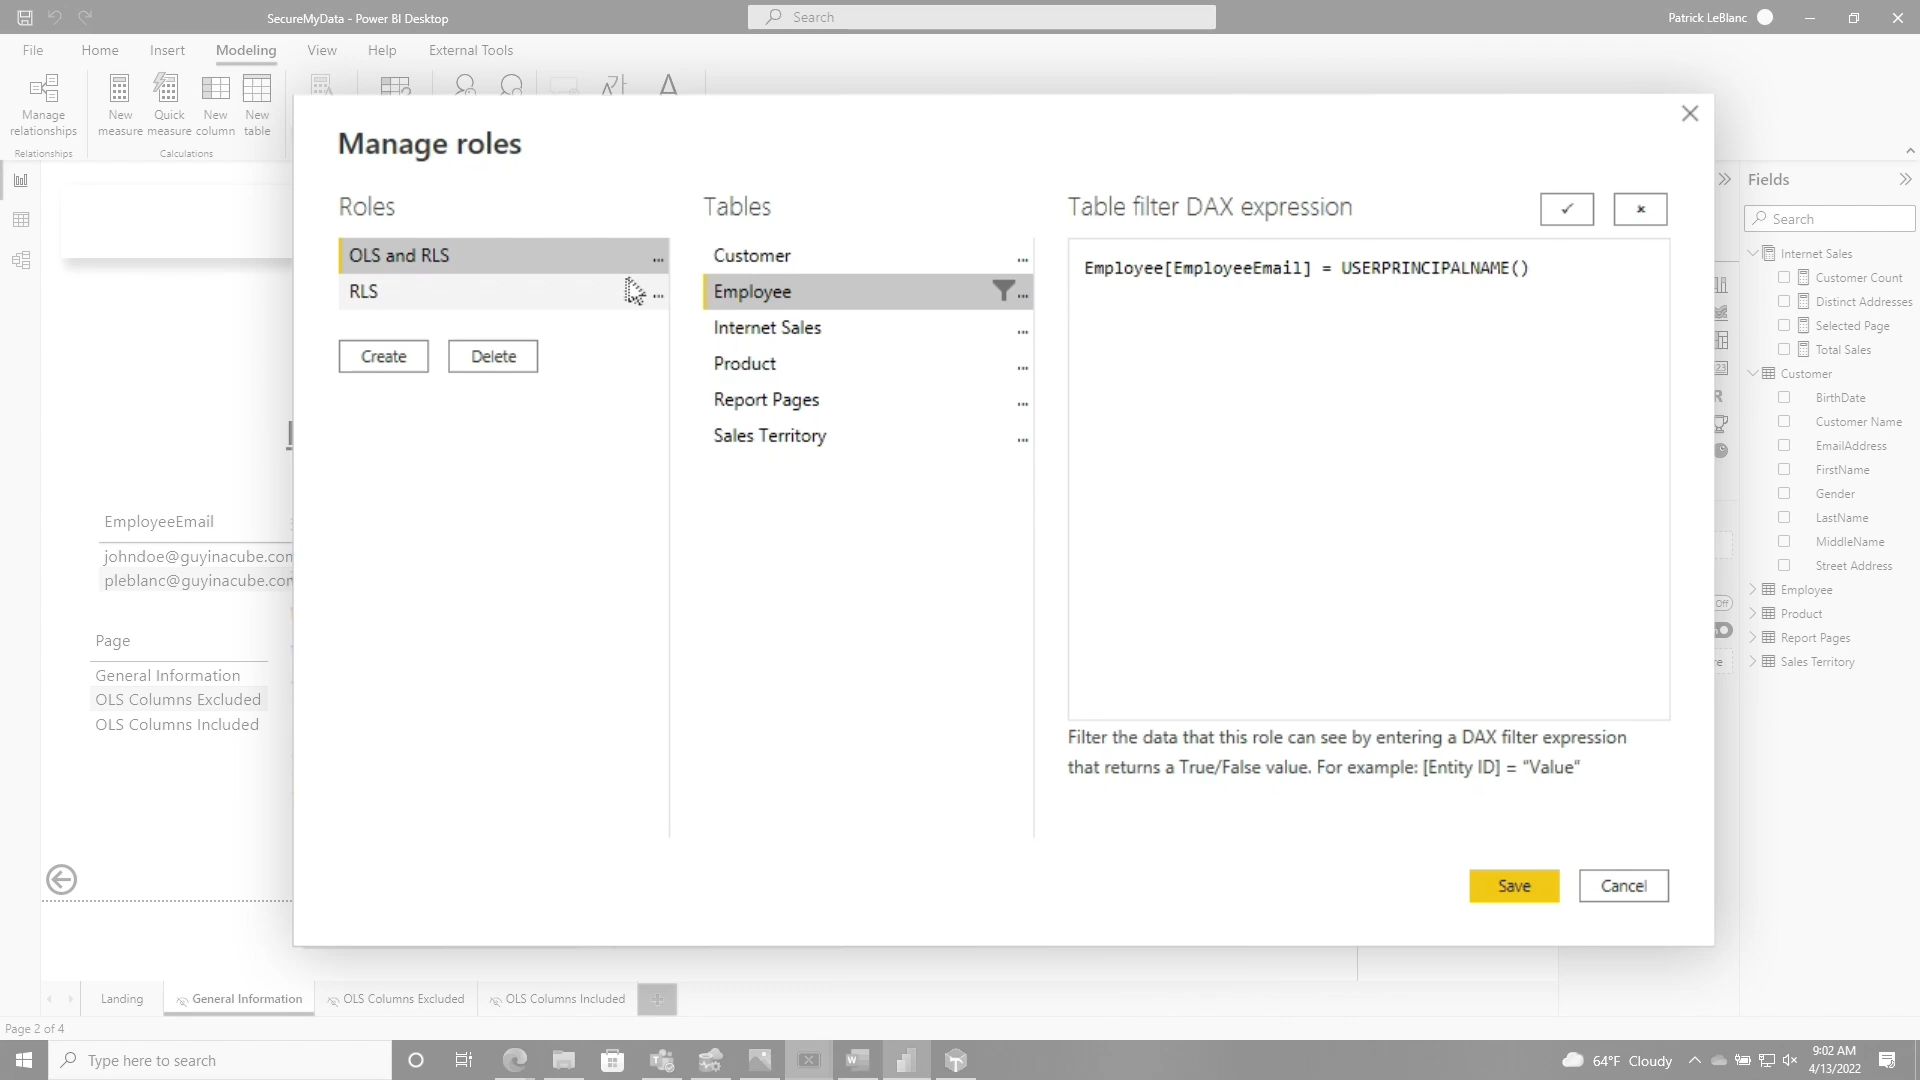 SecureMyData - Power BI Desktop
Search
Patrick LeBlanc
File
Home
Insert
Modeling
View
Help
External Tools
Manage relationships
New measure
Quick measure
New column
New table
Relationships
Calculations
Manage roles
Roles
OLS and RLS
...
RLS
...
Create
Delete
Tables
Customer
...
Employee
...
Internet Sales
...
Product
...
Report Pages
...
Sales Territory
...
Table filter DAX expression
Employee[EmployeeEmail] = USERPRINCIPALNAME()
Filter the data that this role can see by entering a DAX filter expression
that returns a True/False value. For example: [Entity ID] = "Value"
Save
Cancel
Fields
Search
Internet Sales
Customer Count
Distinct Addresses
Selected Page
Total Sales
Customer
BirthDate
Customer Name
EmailAddress
FirstName
Gender
LastName
MiddleName
Street Address
Employee
Product
Report Pages
Sales Territory
EmployeeEmail
johndoe@guyinacube.com
pleblanc@guyinacube.com
Page
General Information
OLS Columns Excluded
OLS Columns Included
Landing
General Information
OLS Columns Excluded
OLS Columns Included
Page 2 of 4
Type here to search
64°F Cloudy
9:02 AM
4/13/2022